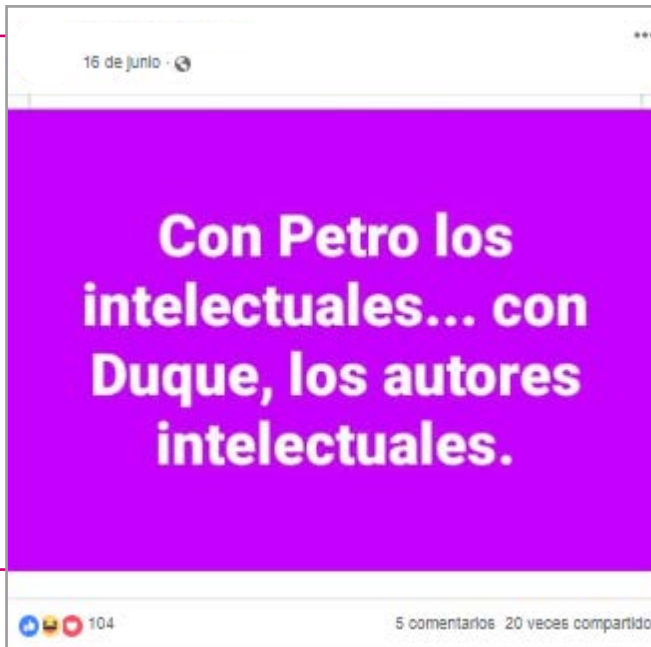 16 de junio ·
Con Petro los
intelectuales... con
Duque, los autores
intelectuales.
104
5 comentarios 20 veces compartido